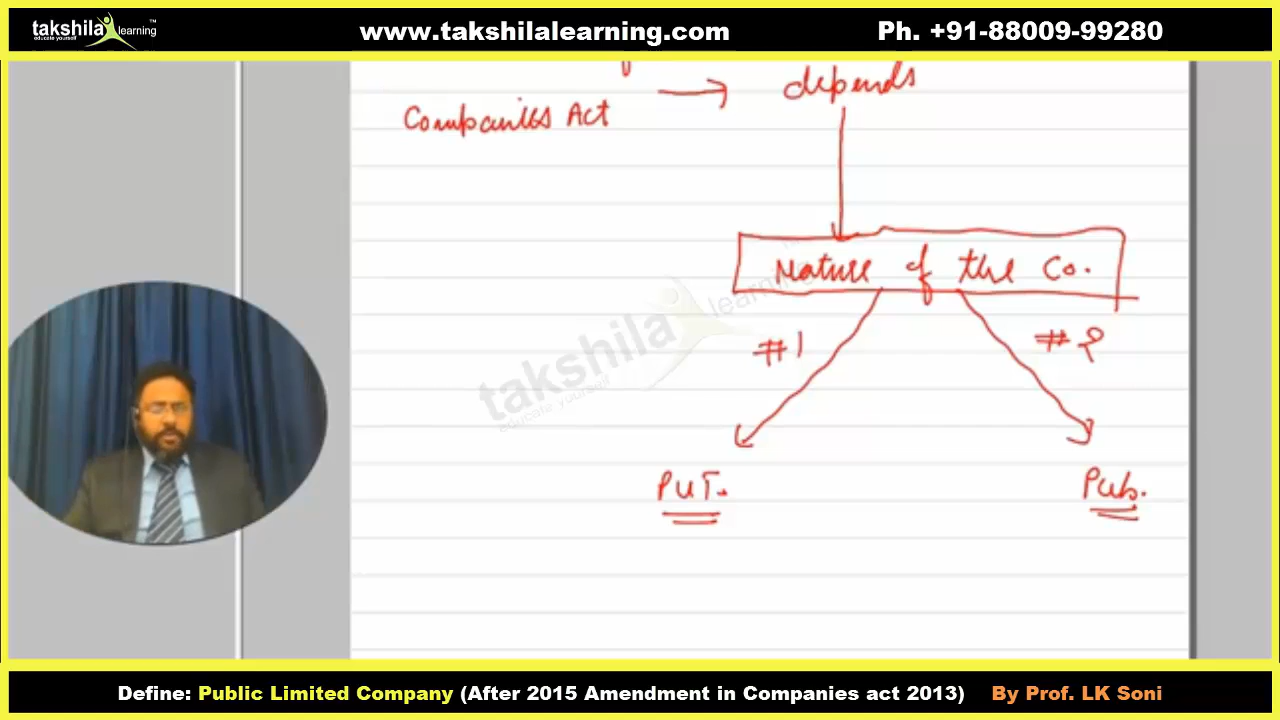 takshila learning
educate yourself
www.takshilalearning.com
Ph. +91-88009-99280
depends
Companies Act
Nature of the Co.
#1
#2
PVT.
Pub.
takshila learning
educate yourself
Define: Public Limited Company (After 2015 Amendment in Companies act 2013) By Prof. LK Soni